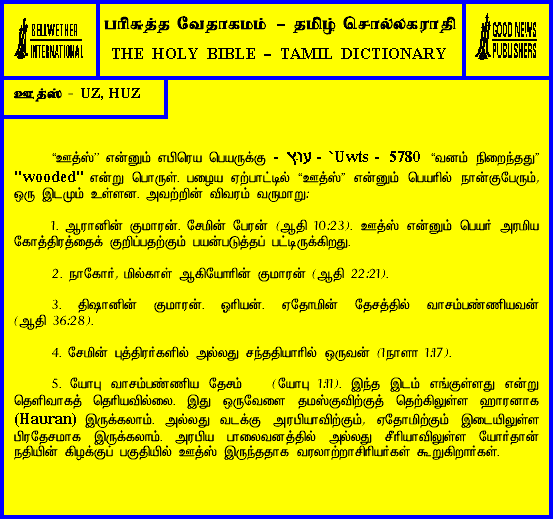 BELLWETHER
INTERNATIONAL
பரிசுத்த வேதாகமம் - தமிழ் சொல்லகராதி
THE HOLY BIBLE - TAMIL DICTIONARY
GOOD NEWS
PUBLISHERS
ஊத்ஸ் - UZ, HUZ
“ஊத்ஸ்” என்னும் எபிரெய பெயருக்கு - עוּץ - `Uwts - 5780 “வனம் நிறைந்தது”
"wooded" என்று பொருள். பழைய ஏற்பாட்டில் “ஊத்ஸ்” என்னும் பெயரில் நான்குபேரும்,
ஒரு இடமும் உள்ளன. அவற்றின் விவரம் வருமாறு:
1. ஆராமின் குமாரன். சேமின் பேரன் (ஆதி 10:23). ஊத்ஸ் என்னும் பெயர் அரமிய
கோத்திரத்தைக் குறிப்பதற்கும் பயன்படுத்தப் பட்டிருக்கிறது.
2. நாகோர், மில்காள் ஆகியோரின் குமாரன் (ஆதி 22:21).
3. திஷானின் குமாரன். ஓரியன். ஏதோமின் தேசத்தில் வாசம்பண்ணியவன்
(ஆதி 36:28).
4. சேமின் புத்திரர்களில் அல்லது சந்ததியாரில் ஒருவன் (1நாளா 1:17).
5. யோபு வாசம்பண்ணிய தேசம் (யோபு 1:1). இந்த இடம் எங்குள்ளது என்று
தெளிவாகத் தெரியவில்லை. இது ஒருவேளை தமஸ்குவிற்குத் தெற்கிலுள்ள ஹாரனாக
(Hauran) இருக்கலாம். அல்லது வடக்கு அரபியாவிற்கும், ஏதோமிற்கும் இடையிலுள்ள
பிரதேசமாக இருக்கலாம். அரபிய பாலைவனத்தில் அல்லது சீரியாவிலுள்ள யோர்தான்
நதியின் கிழக்குப் பகுதியில் ஊத்ஸ் இருந்ததாக வரலாற்றாசிரியர்கள் கூறுகிறார்கள்.